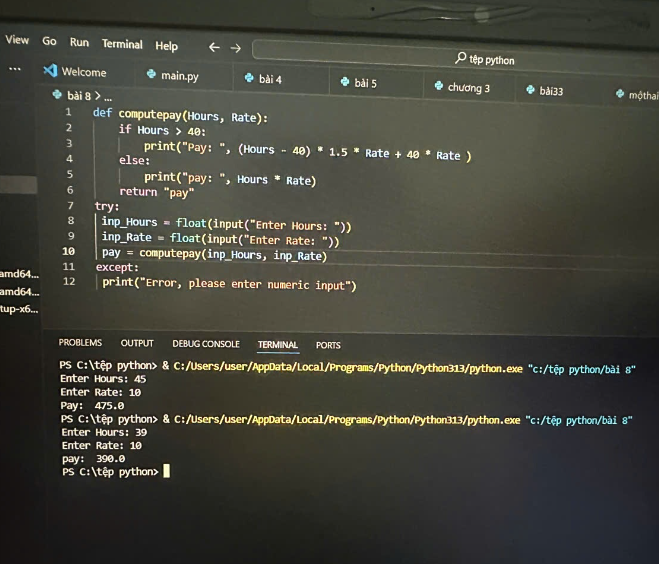 View Go Run Terminal Help ← → tệp python
... Welcome main.py bài 4 bài 5 chương 3 bài33 mộthai
bài 8 > ...
1 def computepay(Hours, Rate):
2 if Hours > 40:
3 print("Pay: ", (Hours - 40) * 1.5 * Rate + 40 * Rate )
4 else:
5 print("pay: ", Hours * Rate)
6 return "pay"
7 try:
8 inp_Hours = float(input("Enter Hours: "))
9 inp_Rate = float(input("Enter Rate: "))
10 pay = computepay(inp_Hours, inp_Rate)
11 except:
12 print("Error, please enter numeric input")
amd64...
amd64...
tup-x6...
PROBLEMS OUTPUT DEBUG CONSOLE TERMINAL PORTS
PS C:\tệp python> & C:/Users/user/AppData/Local/Programs/Python/Python313/python.exe "c:/tệp python/bài 8"
Enter Hours: 45
Enter Rate: 10
Pay:  475.0
PS C:\tệp python> & C:/Users/user/AppData/Local/Programs/Python/Python313/python.exe "c:/tệp python/bài 8"
Enter Hours: 39
Enter Rate: 10
pay:  390.0
PS C:\tệp python>